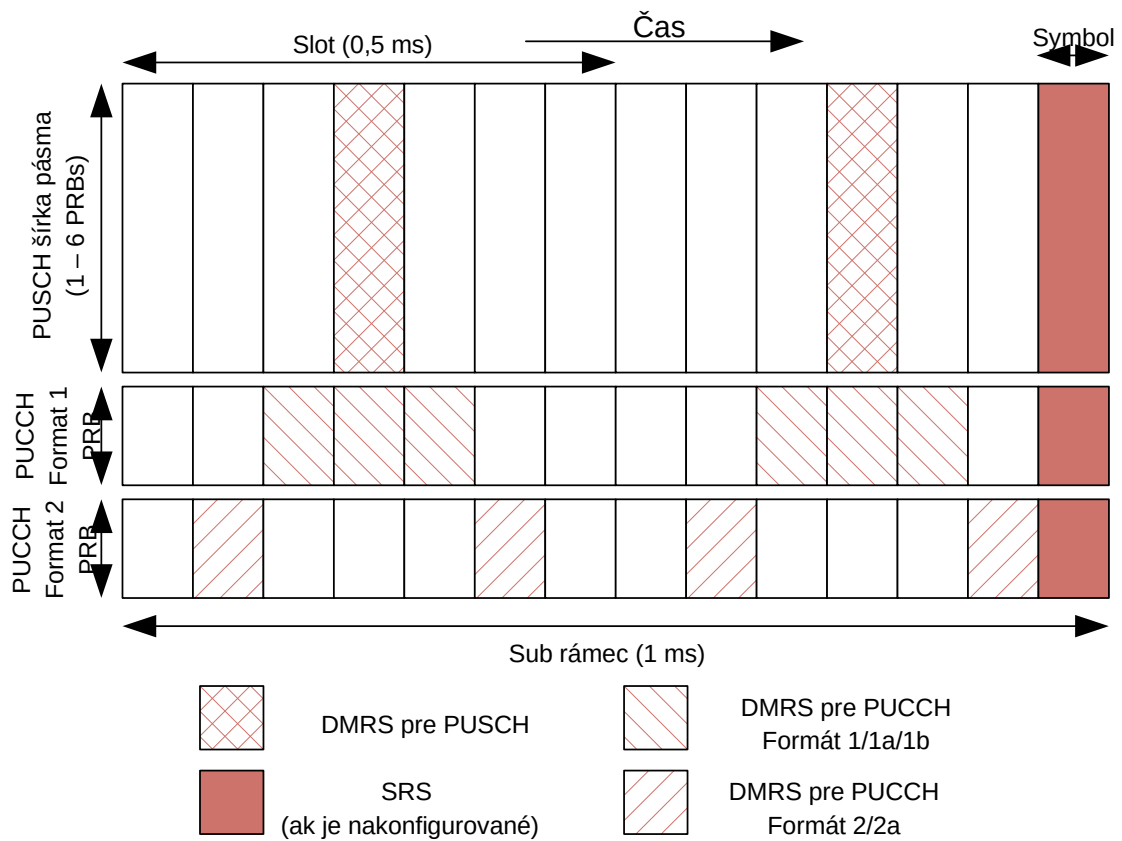 Čas
Slot (0,5 ms)
Symbol
PUSCH šírka pásma
(1 – 6 PRBs)
PUCCH
Format 1
PRB
PUCCH
Format 2
PRB
Sub rámec (1 ms)
DMRS pre PUSCH
DMRS pre PUCCH
Formát 1/1a/1b
SRS
(ak je nakonfigurované)
DMRS pre PUCCH
Formát 2/2a